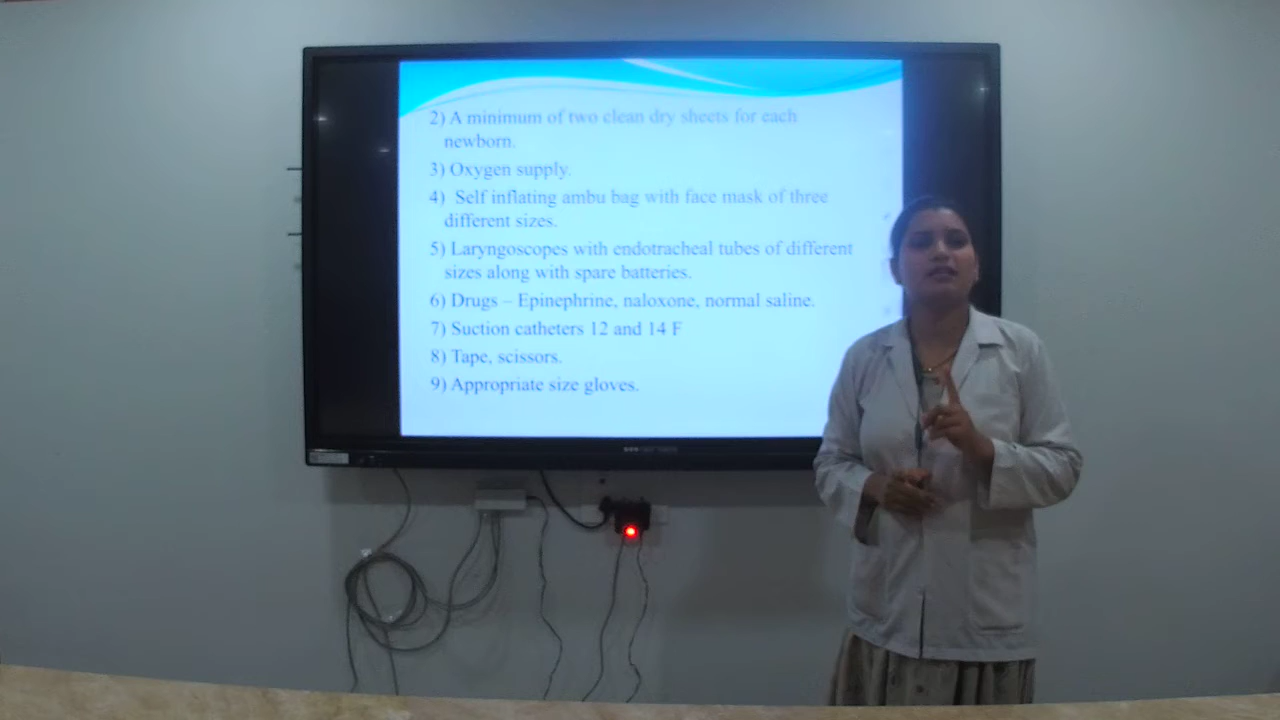 2) A minimum of two clean dry sheets for each
newborn.
3) Oxygen supply.
4) Self inflating ambu bag with face mask of three
different sizes.
5) Laryngoscopes with endotracheal tubes of different
sizes along with spare batteries.
6) Drugs – Epinephrine, naloxone, normal saline.
7) Suction catheters 12 and 14 F
8) Tape, scissors.
9) Appropriate size gloves.